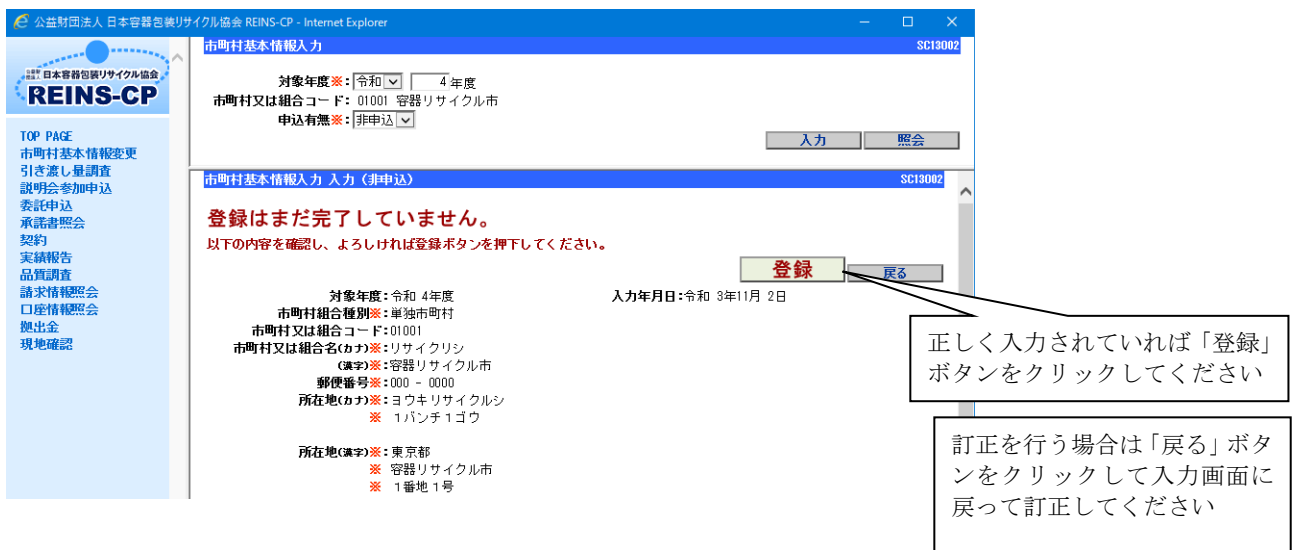 公益財団法人 日本容器包装リサイクル協会 REINS-CP - Internet Explorer
市町村基本情報入力 SC13002
日本容器包装リサイクル協会
REINS-CP
対象年度※：令和 4年度
市町村又は組合コード： 01001 容器リサイクル市
申込有無※：非申込
入力 照会
TOP PAGE
市町村基本情報変更
引き渡し量調査
説明会参加申込
委託申込
承諾書照会
契約
実績報告
品質調査
請求情報照会
口座情報照会
拠出金
現地確認
市町村基本情報入力 入力（非申込） SC13002
登録はまだ完了していません。
以下の内容を確認し、よろしければ登録ボタンを押下してください。
登録 戻る
対象年度：令和 4年度 入力年月日：令和 3年11月 2日
市町村組合種別※：単独市町村
市町村又は組合コード：01001
市町村又は組合名(カナ)※：リサイクリシ
(漢字)※：容器リサイクル市
郵便番号※：000 - 0000
所在地(カナ)※：ヨウキリサイクルシ
※ 1バンチ1ゴウ
所在地(漢字)※：東京都
※ 容器リサイクル市
※ 1番地1号
正しく入力されていれば「登録」
ボタンをクリックしてください
訂正を行う場合は「戻る」ボタ
ンをクリックして入力画面に
戻って訂正してください